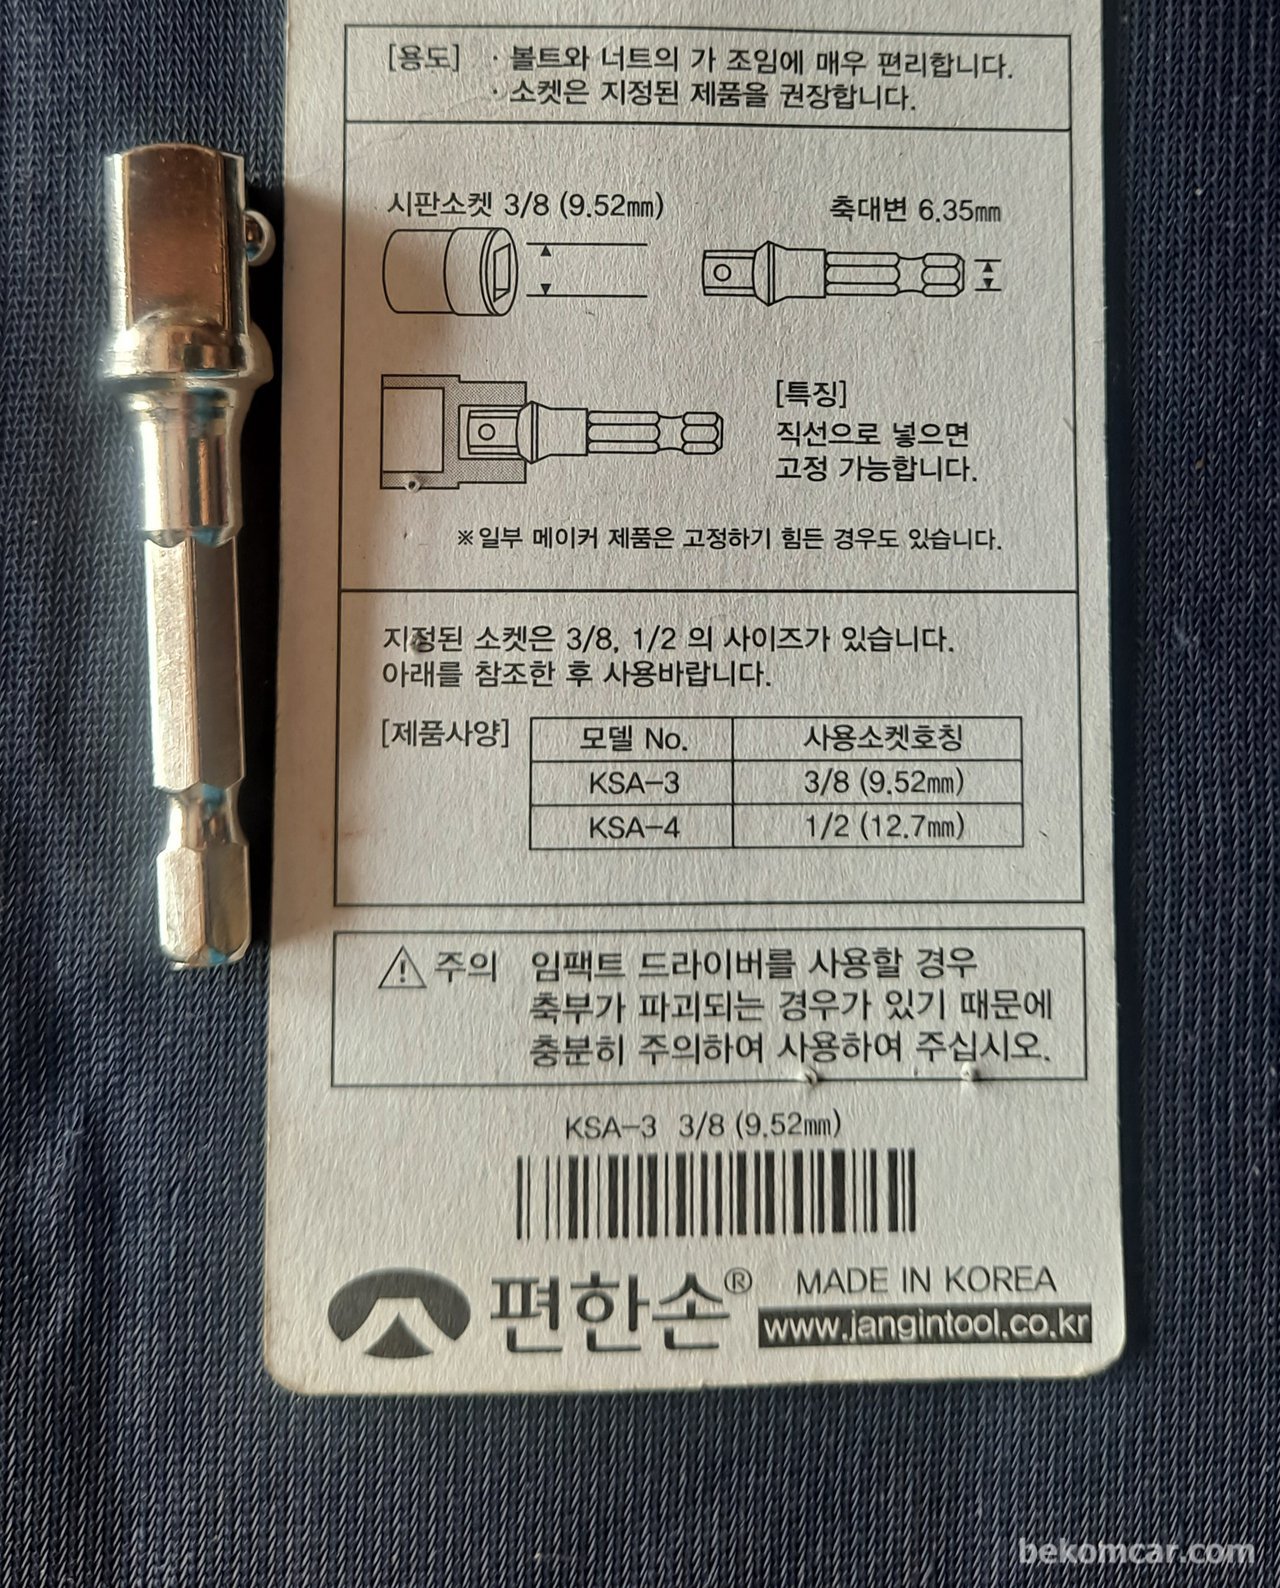 [용도] · 볼트와 너트의 가 조임에 매우 편리합니다.
· 소켓은 지정된 제품을 권장합니다.
시판소켓 3/8 (9.52㎜)
축대변 6.35㎜
[특징]
직선으로 넣으면
고정 가능합니다.
※일부 메이커 제품은 고정하기 힘든 경우도 있습니다.
지정된 소켓은 3/8, 1/2 의 사이즈가 있습니다.
아래를 참조한 후 사용바랍니다.
[제품사양]
모델 No. 사용소켓호칭
KSA-3 3/8 (9.52㎜)
KSA-4 1/2 (12.7㎜)
주의 임팩트 드라이버를 사용할 경우
축부가 파괴되는 경우가 있기 때문에
충분히 주의하여 사용하여 주십시오.
KSA-3 3/8 (9.52㎜)
편한손® MADE IN KOREA
www.jangintool.co.kr
bekomcar.com